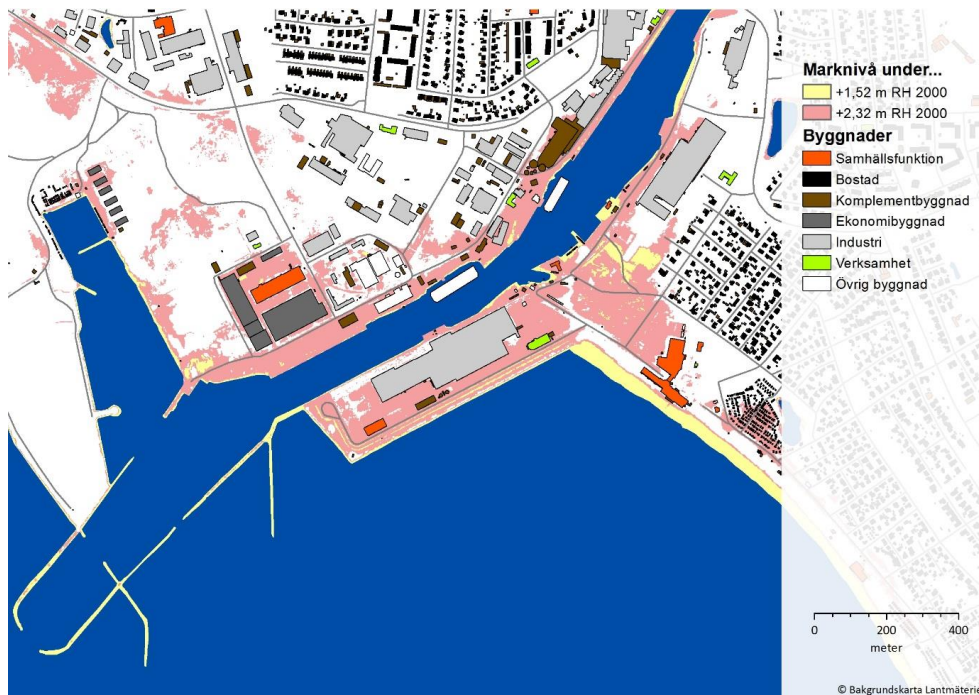 Marknivå under...
+1,52 m RH 2000
+2,32 m RH 2000
Byggnader
Samhällsfunktion
Bostad
Komplementbyggnad
Ekonomibyggnad
Industri
Verksamhet
Övrig byggnad
0 200 400
meter
© Bakgrundskarta Lantmäterie